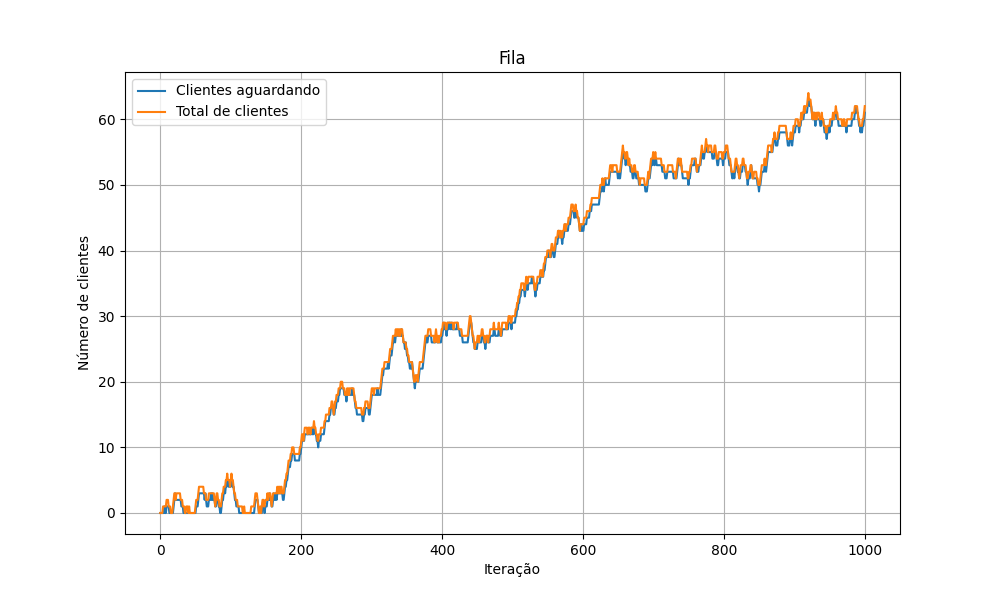 Fila
Clientes aguardando
Total de clientes
60
50
40
30
20
10
0
Número de clientes
0 200 400 600 800 1000
Iteração